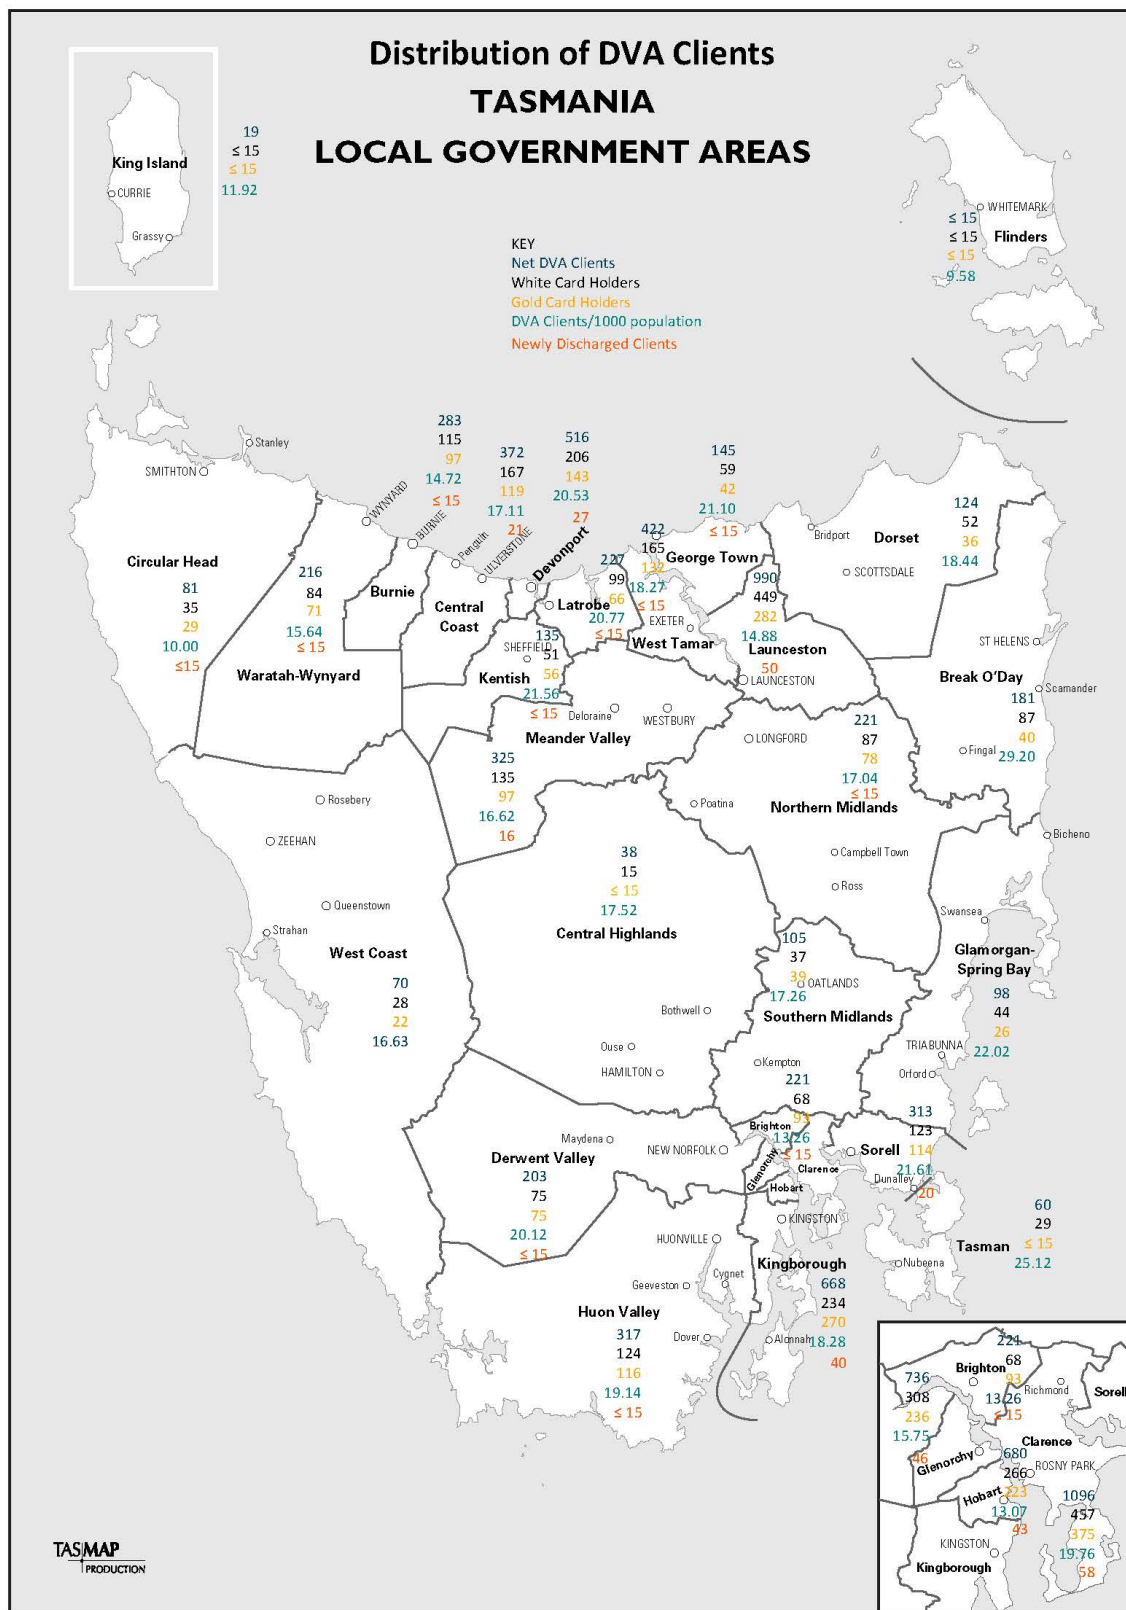 Distribution of DVA Clients
TASMANIA
LOCAL GOVERNMENT AREAS
King Island
CURRIE
Grassy
19
≤ 15
≤ 15
11.92
WHITEMARK
Flinders
≤ 15
≤ 15
≤ 15
9.58
KEY
Net DVA Clients
White Card Holders
Gold Card Holders
DVA Clients/1000 population
Newly Discharged Clients
Stanley
SMITHTON
Circular Head
81
35
29
10.00
≤15
216
84
71
15.64
≤ 15
Waratah-Wynyard
WYNYARD
283
115
97
14.72
≤ 15
BURNIE
Burnie
372
167
119
17.11
21
Penguin
ULVERSTONE
Central
Coast
516
206
143
20.53
27
Devonport
227
99
66
20.77
≤ 15
Latrobe
SHEFFIELD
135
51
56
21.56
≤ 15
Kentish
422
165
132
18.27
≤ 15
EXETER
West Tamar
145
59
42
21.10
≤ 15
George Town
990
449
282
14.88
50
Launceston
LAUNCESTON
Bridport
Dorset
SCOTTSDALE
124
52
36
18.44
ST HELENS
Break O'Day
Scamander
181
87
40
29.20
Fingal
Deloraine
WESTBURY
Meander Valley
325
135
97
16.62
16
LONGFORD
221
87
78
17.04
≤ 15
Northern Midlands
Poatina
Campbell Town
Ross
Bicheno
Swansea
Glamorgan-
Spring Bay
98
44
26
22.02
TRIABUNNA
Orford
Rosebery
ZEEHAN
Queenstown
Strahan
West Coast
70
28
22
16.63
38
15
≤ 15
17.52
Central Highlands
Bothwell
Ouse
HAMILTON
105
37
39
17.26
OATLANDS
Southern Midlands
Kempton
221
68
93
13.26
≤ 15
Brighton
Glenorchy
Clarence
Hobart
313
123
114
21.61
20
Sorell
Dunalley
60
29
≤ 15
25.12
Tasman
Nubeena
Maydena
NEW NORFOLK
Derwent Valley
203
75
75
20.12
≤ 15
KINGSTON
Kingborough
668
234
270
18.28
40
Alonnah
HUONVILLE
Cygnet
Geeveston
Dover
Huon Valley
317
124
116
19.14
≤ 15
221
68
93
13.26
≤ 15
Brighton
Richmond
Sorell
736
308
236
15.75
46
Glenorchy
Clarence
ROSNY PARK
680
266
223
13.07
43
Hobart
1096
457
375
19.76
58
KINGSTON
Kingborough
TASMAP
PRODUCTION